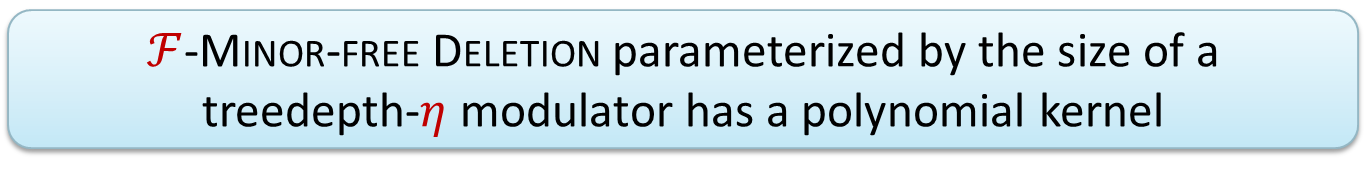 ℱ-MINOR-FREE DELETION parameterized by the size of a
treedepth-η modulator has a polynomial kernel